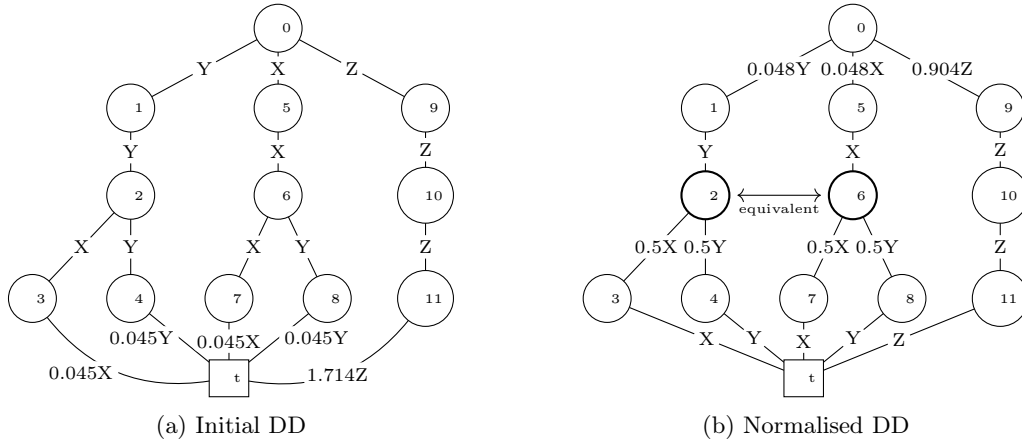 0 0
Y X Z 0.048Y 0.048X 0.904Z
1 5 9 1 5 9
Y X Z Y X Z
2 6 10 2 6 10
equivalent
X Y X Y Z 0.5X 0.5Y 0.5X 0.5Y Z
3 4 7 8 11 3 4 7 8 11
0.045Y 0.045X 0.045Y X Y X Y Z
0.045X t 1.714Z t
(a) Initial DD (b) Normalised DD